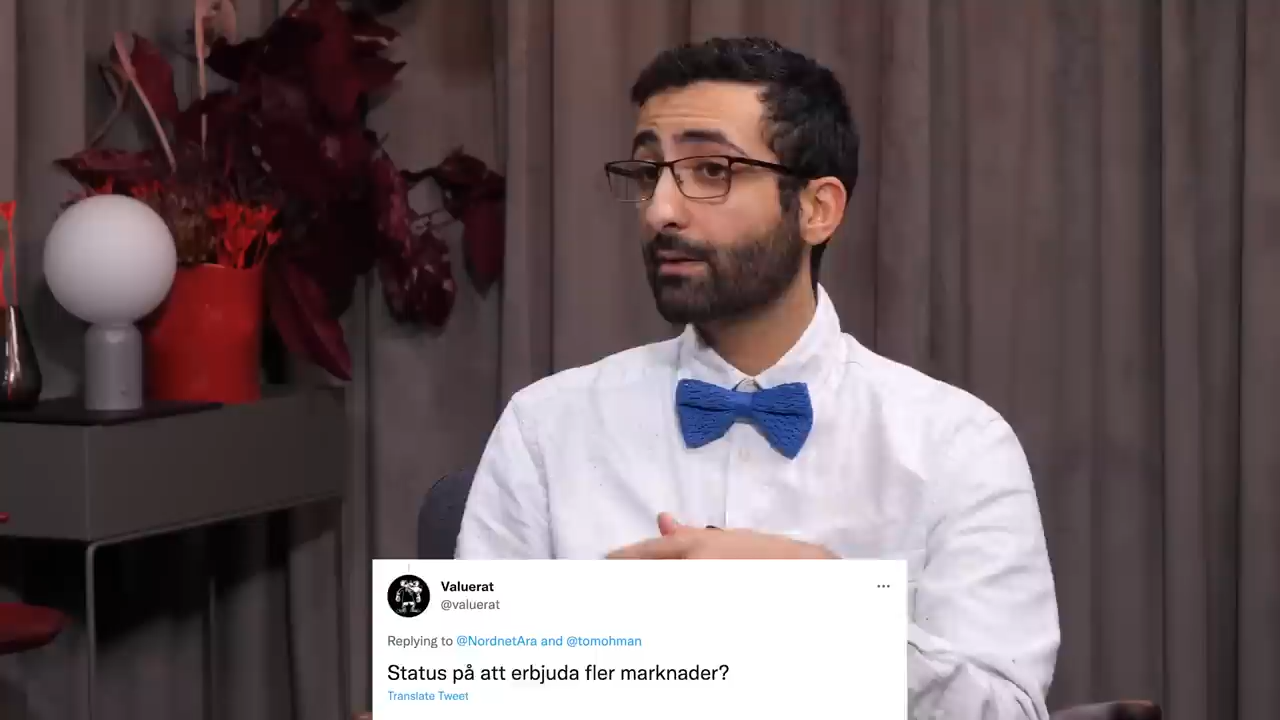 Valuerat
@valuerat
Replying to @NordnetAra and @tomohman
Status på att erbjuda fler marknader?
Translate Tweet